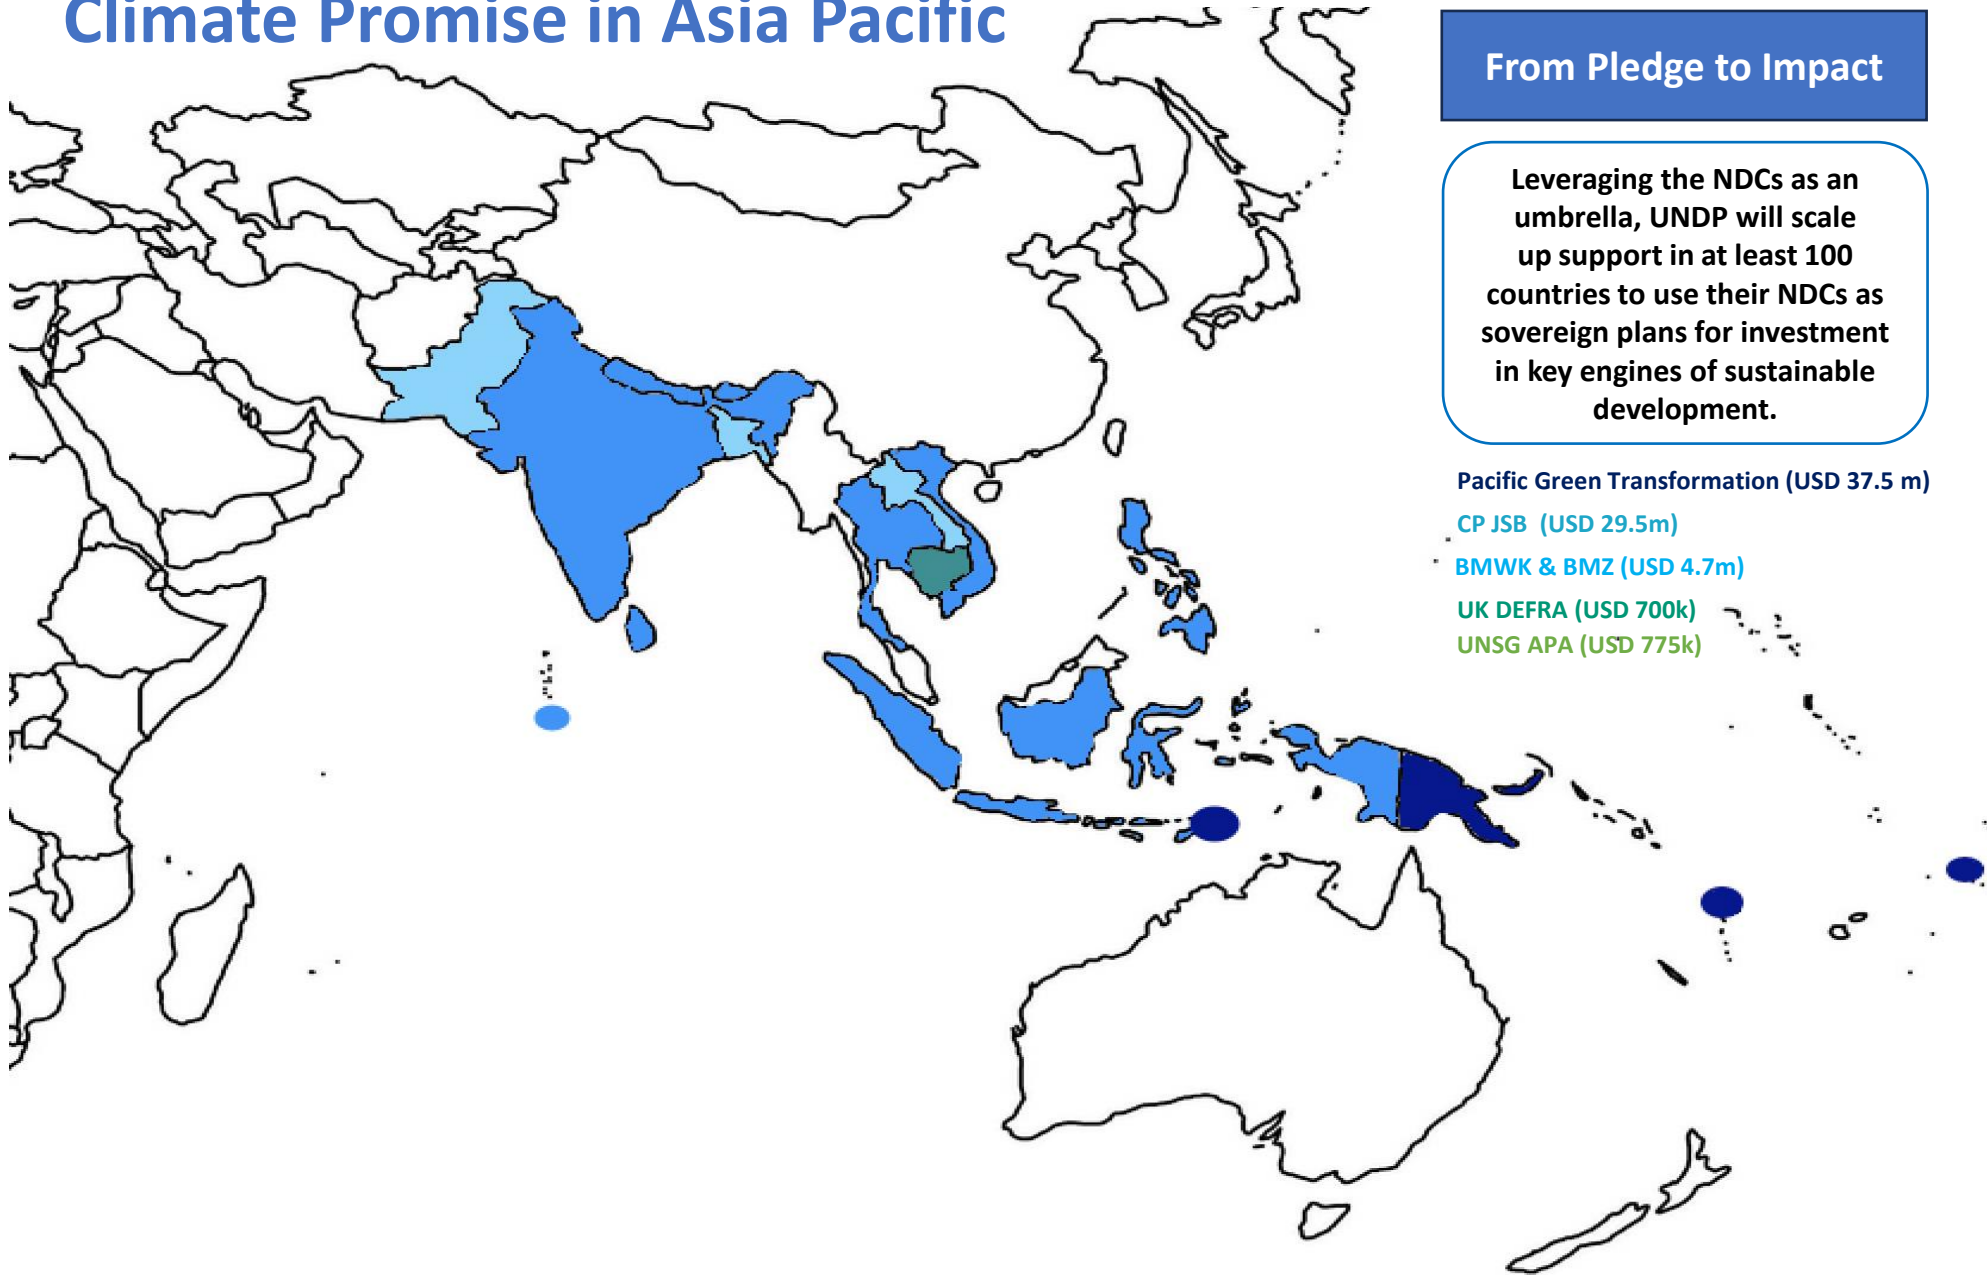 Climate Promise in Asia Pacific
From Pledge to Impact
Leveraging the NDCs as an
umbrella, UNDP will scale
up support in at least 100
countries to use their NDCs as
sovereign plans for investment
in key engines of sustainable
development.
Pacific Green Transformation (USD 37.5 m)
CP JSB (USD 29.5m)
BMWK & BMZ (USD 4.7m)
UK DEFRA (USD 700k)
UNSG APA (USD 775k)